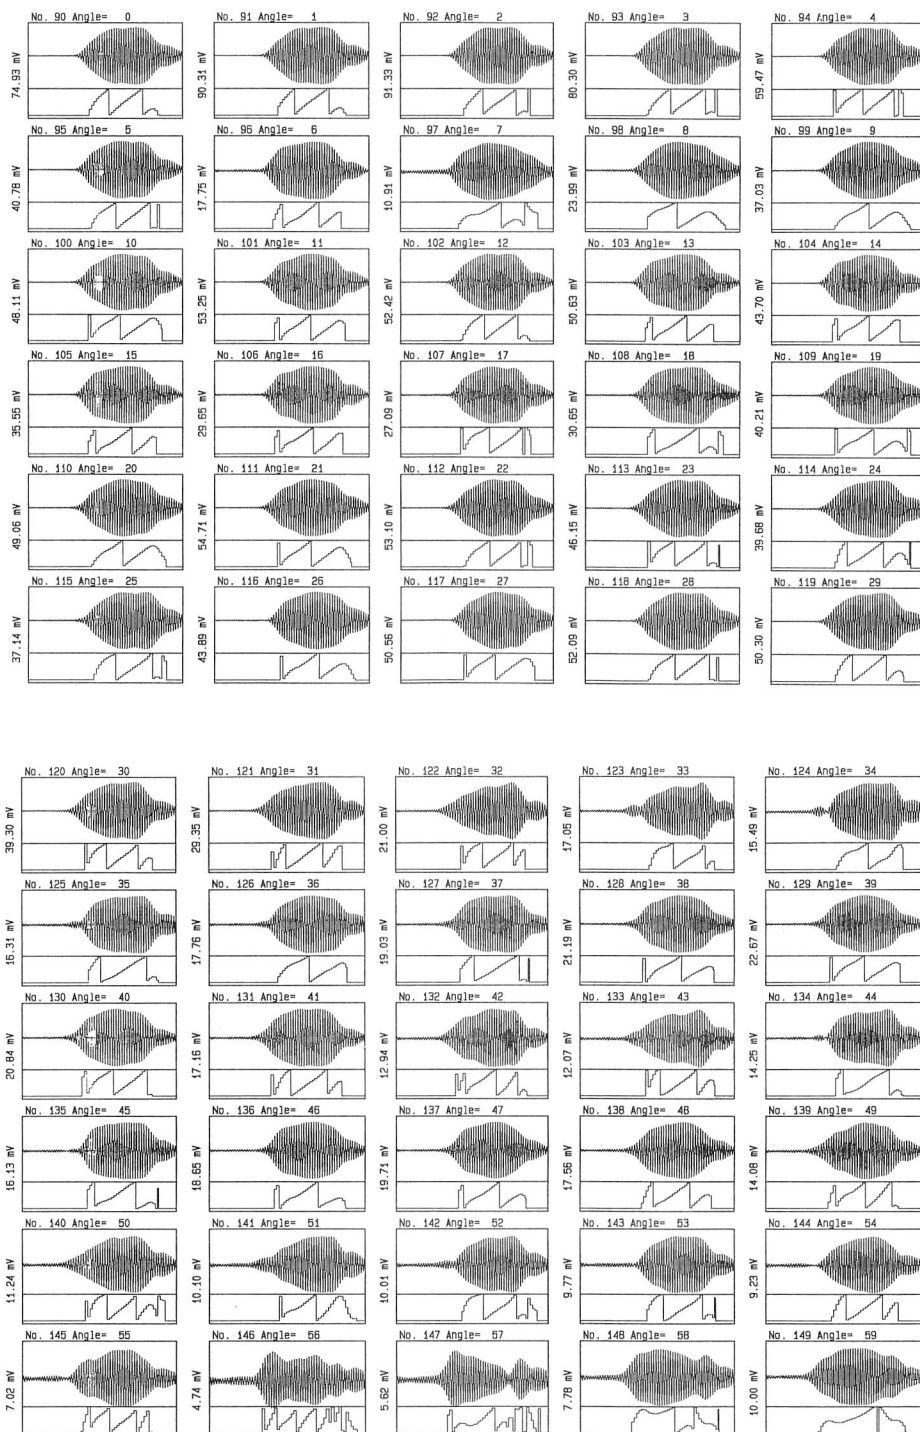 No. 90 Angle= 0
74.93 mV
No. 91 Angle= 1
90.31 mV
No. 92 Angle= 2
91.33 mV
No. 93 Angle= 3
80.30 mV
No. 94 Angle= 4
59.47 mV
No. 95 Angle= 5
40.78 mV
No. 96 Angle= 6
17.75 mV
No. 97 Angle= 7
10.91 mV
No. 98 Angle= 8
23.99 mV
No. 99 Angle= 9
37.03 mV
No. 100 Angle= 10
48.11 mV
No. 101 Angle= 11
53.25 mV
No. 102 Angle= 12
52.42 mV
No. 103 Angle= 13
50.63 mV
No. 104 Angle= 14
43.70 mV
No. 105 Angle= 15
35.55 mV
No. 106 Angle= 16
29.65 mV
No. 107 Angle= 17
27.09 mV
No. 108 Angle= 18
30.65 mV
No. 109 Angle= 19
40.21 mV
No. 110 Angle= 20
49.06 mV
No. 111 Angle= 21
54.71 mV
No. 112 Angle= 22
53.10 mV
No. 113 Angle= 23
46.15 mV
No. 114 Angle= 24
39.68 mV
No. 115 Angle= 25
37.14 mV
No. 116 Angle= 26
43.89 mV
No. 117 Angle= 27
50.56 mV
No. 118 Angle= 28
52.09 mV
No. 119 Angle= 29
50.30 mV
No. 120 Angle= 30
39.30 mV
No. 121 Angle= 31
29.35 mV
No. 122 Angle= 32
21.00 mV
No. 123 Angle= 33
17.05 mV
No. 124 Angle= 34
15.49 mV
No. 125 Angle= 35
16.31 mV
No. 126 Angle= 36
17.76 mV
No. 127 Angle= 37
19.03 mV
No. 128 Angle= 38
21.19 mV
No. 129 Angle= 39
22.67 mV
No. 130 Angle= 40
20.84 mV
No. 131 Angle= 41
17.16 mV
No. 132 Angle= 42
12.94 mV
No. 133 Angle= 43
12.07 mV
No. 134 Angle= 44
14.25 mV
No. 135 Angle= 45
16.13 mV
No. 136 Angle= 46
18.65 mV
No. 137 Angle= 47
19.71 mV
No. 138 Angle= 48
17.56 mV
No. 139 Angle= 49
14.08 mV
No. 140 Angle= 50
11.24 mV
No. 141 Angle= 51
10.10 mV
No. 142 Angle= 52
10.01 mV
No. 143 Angle= 53
9.77 mV
No. 144 Angle= 54
9.23 mV
No. 145 Angle= 55
7.02 mV
No. 146 Angle= 56
4.74 mV
No. 147 Angle= 57
5.62 mV
No. 148 Angle= 58
7.78 mV
No. 149 Angle= 59
10.00 mV